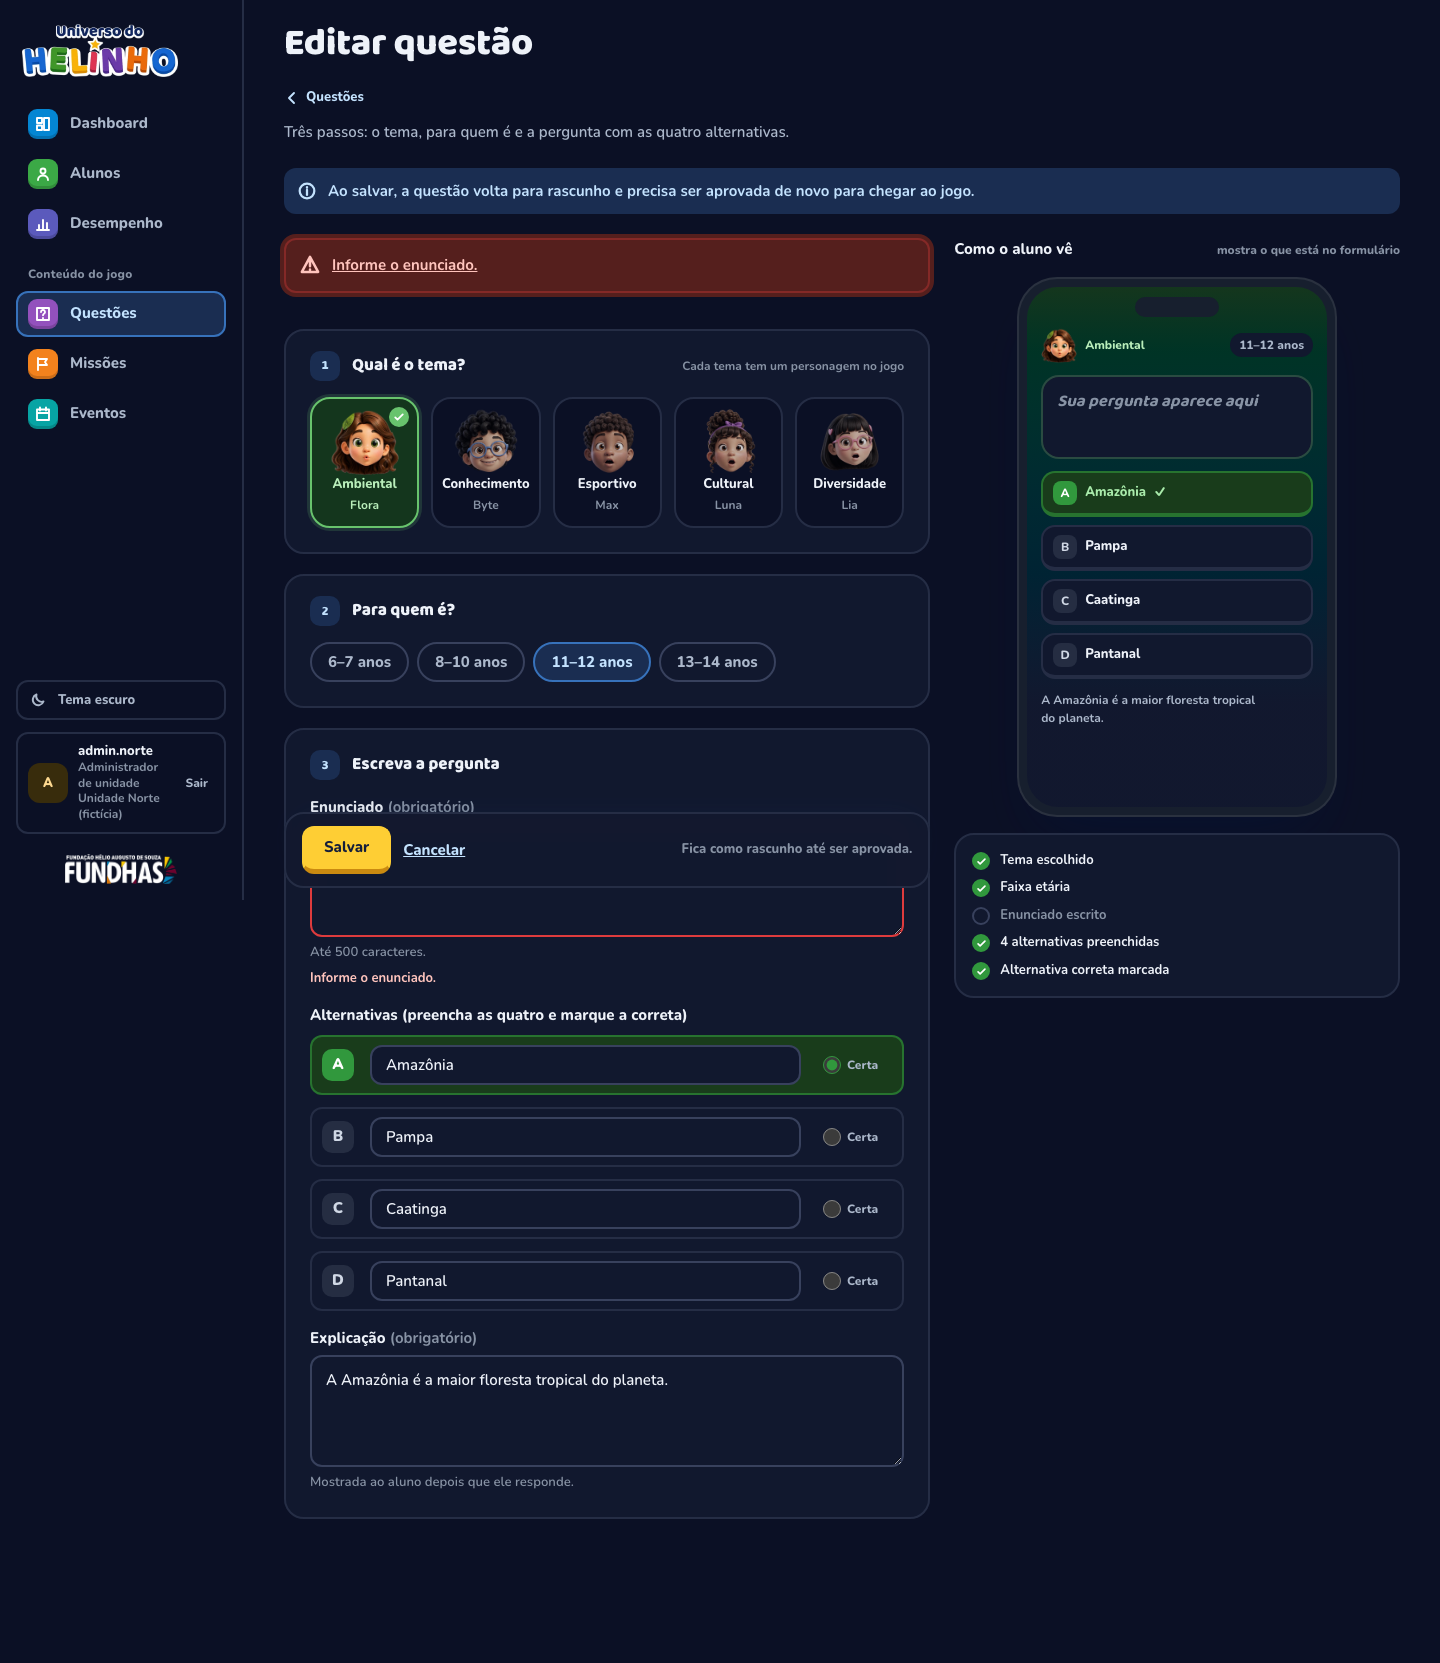 Universo do
HELINHO
Dashboard
Alunos
Desempenho
Conteúdo do jogo
Questões
Missões
Eventos
Tema escuro
A
admin.norte
Administrador
de unidade
Unidade Norte
(fictícia)
Sair
FUNDAÇÃO HÉLIO AUGUSTO DE SOUZA
FUNDHAS
Editar questão
Questões
Três passos: o tema, para quem é e a pergunta com as quatro alternativas.
Ao salvar, a questão volta para rascunho e precisa ser aprovada de novo para chegar ao jogo.
Informe o enunciado.
1 Qual é o tema? Cada tema tem um personagem no jogo
Ambiental
Flora
Conhecimento
Byte
Esportivo
Max
Cultural
Luna
Diversidade
Lia
2 Para quem é?
6–7 anos 8–10 anos 11–12 anos 13–14 anos
3 Escreva a pergunta
Enunciado (obrigatório)
Salvar Cancelar Fica como rascunho até ser aprovada.
Até 500 caracteres.
Informe o enunciado.
Alternativas (preencha as quatro e marque a correta)
A Amazônia Certa
B Pampa Certa
C Caatinga Certa
D Pantanal Certa
Explicação (obrigatório)
A Amazônia é a maior floresta tropical do planeta.
Mostrada ao aluno depois que ele responde.
Como o aluno vê mostra o que está no formulário
Ambiental 11–12 anos
Sua pergunta aparece aqui
A Amazônia
B Pampa
C Caatinga
D Pantanal
A Amazônia é a maior floresta tropical
do planeta.
Tema escolhido
Faixa etária
Enunciado escrito
4 alternativas preenchidas
Alternativa correta marcada